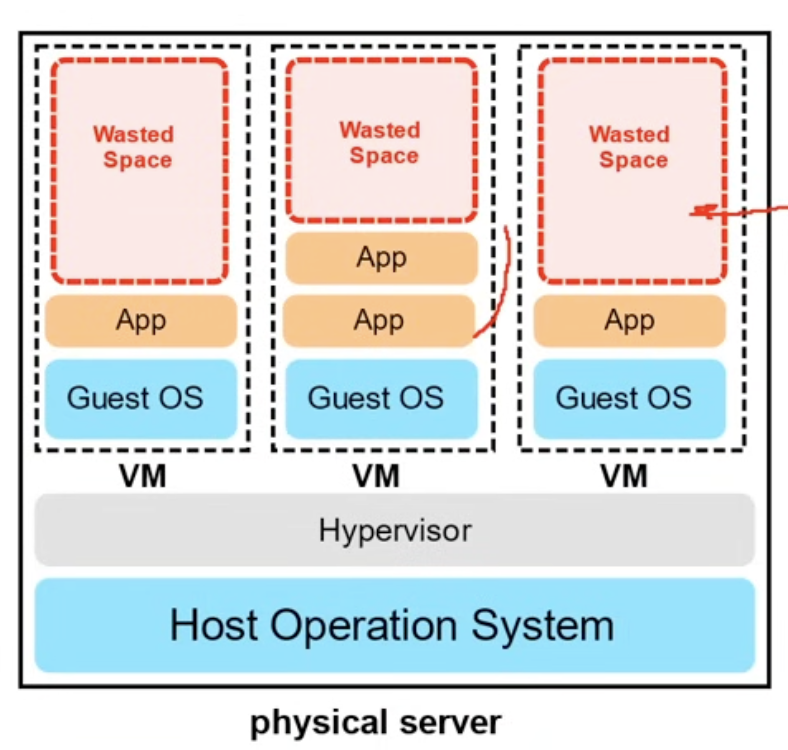 Wasted
Space
Wasted
Space
Wasted
Space
App
App
App
App
Guest OS
Guest OS
Guest OS
VM
VM
VM
Hypervisor
Host Operation System
physical server